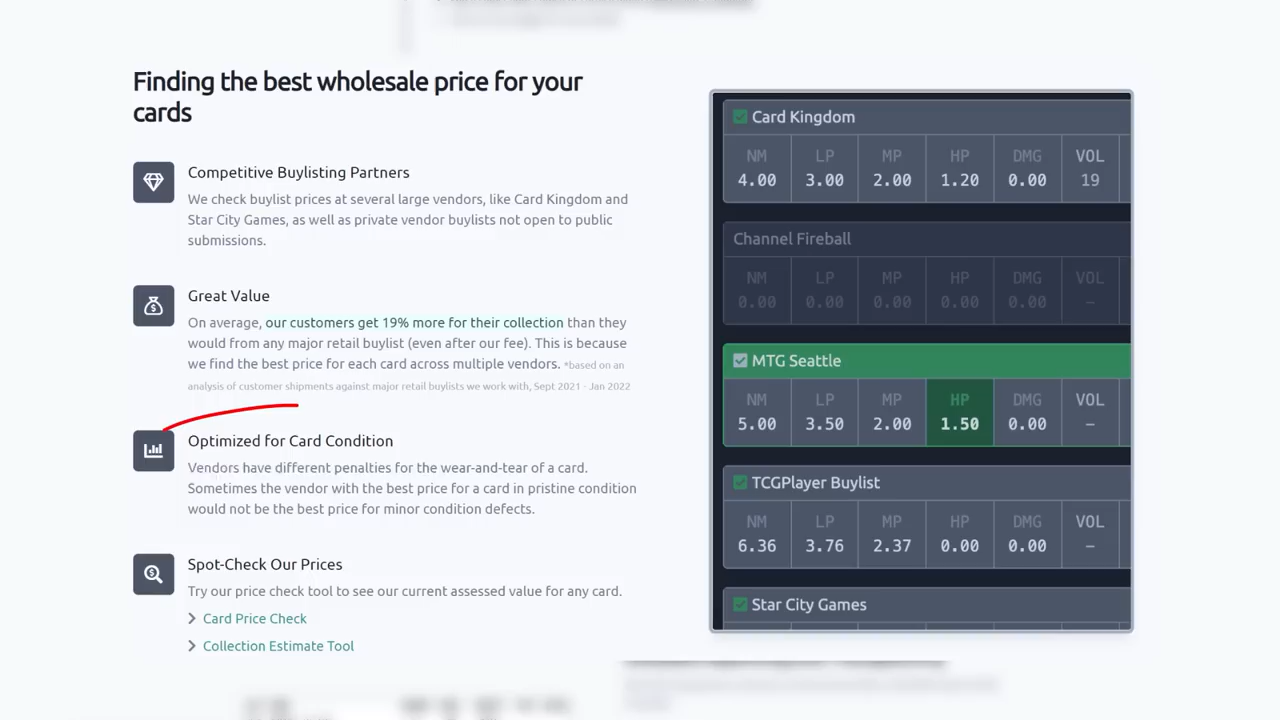 Finding the best wholesale price for your
cards
Competitive Buylisting Partners
We check buylist prices at several large vendors, like Card Kingdom and
Star City Games, as well as private vendor buylists not open to public
submissions.
Great Value
On average, our customers get 19% more for their collection than they
would from any major retail buylist (even after our fee). This is because
we find the best price for each card across multiple vendors. *based on an
analysis of customer shipments against major retail buylists we work with, Sept 2021 - Jan 2022
Optimized for Card Condition
Vendors have different penalties for the wear-and-tear of a card.
Sometimes the vendor with the best price for a card in pristine condition
would not be the best price for minor condition defects.
Spot-Check Our Prices
Try our price check tool to see our current assessed value for any card.
Card Price Check
Collection Estimate Tool
Card Kingdom
NM LP MP HP DMG VOL
4.00 3.00 2.00 1.20 0.00 19
Channel Fireball
NM LP MP HP DMG VOL
0.00 0.00 0.00 0.00 0.00 –
MTG Seattle
NM LP MP HP DMG VOL
5.00 3.50 2.00 1.50 0.00 –
TCGPlayer Buylist
NM LP MP HP DMG VOL
6.36 3.76 2.37 0.00 0.00 –
Star City Games